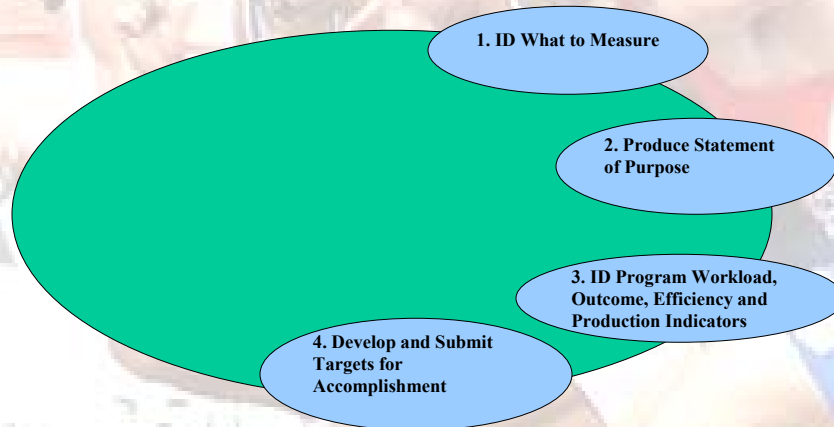 1. ID What to Measure
2. Produce Statement
of Purpose
3. ID Program Workload,
Outcome, Efficiency and
Production Indicators
4. Develop and Submit
Targets for
Accomplishment